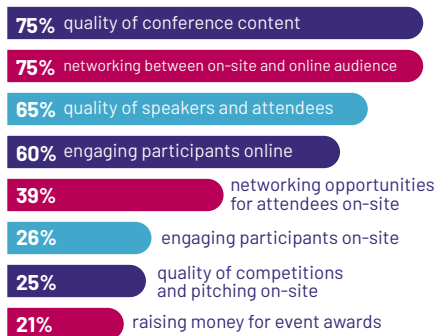 75% quality of conference content
75% networking between on-site and online audience
65% quality of speakers and attendees
60% engaging participants online
39% networking opportunities
for attendees on-site
26% engaging participants on-site
25% quality of competitions
and pitching on-site
21% raising money for event awards